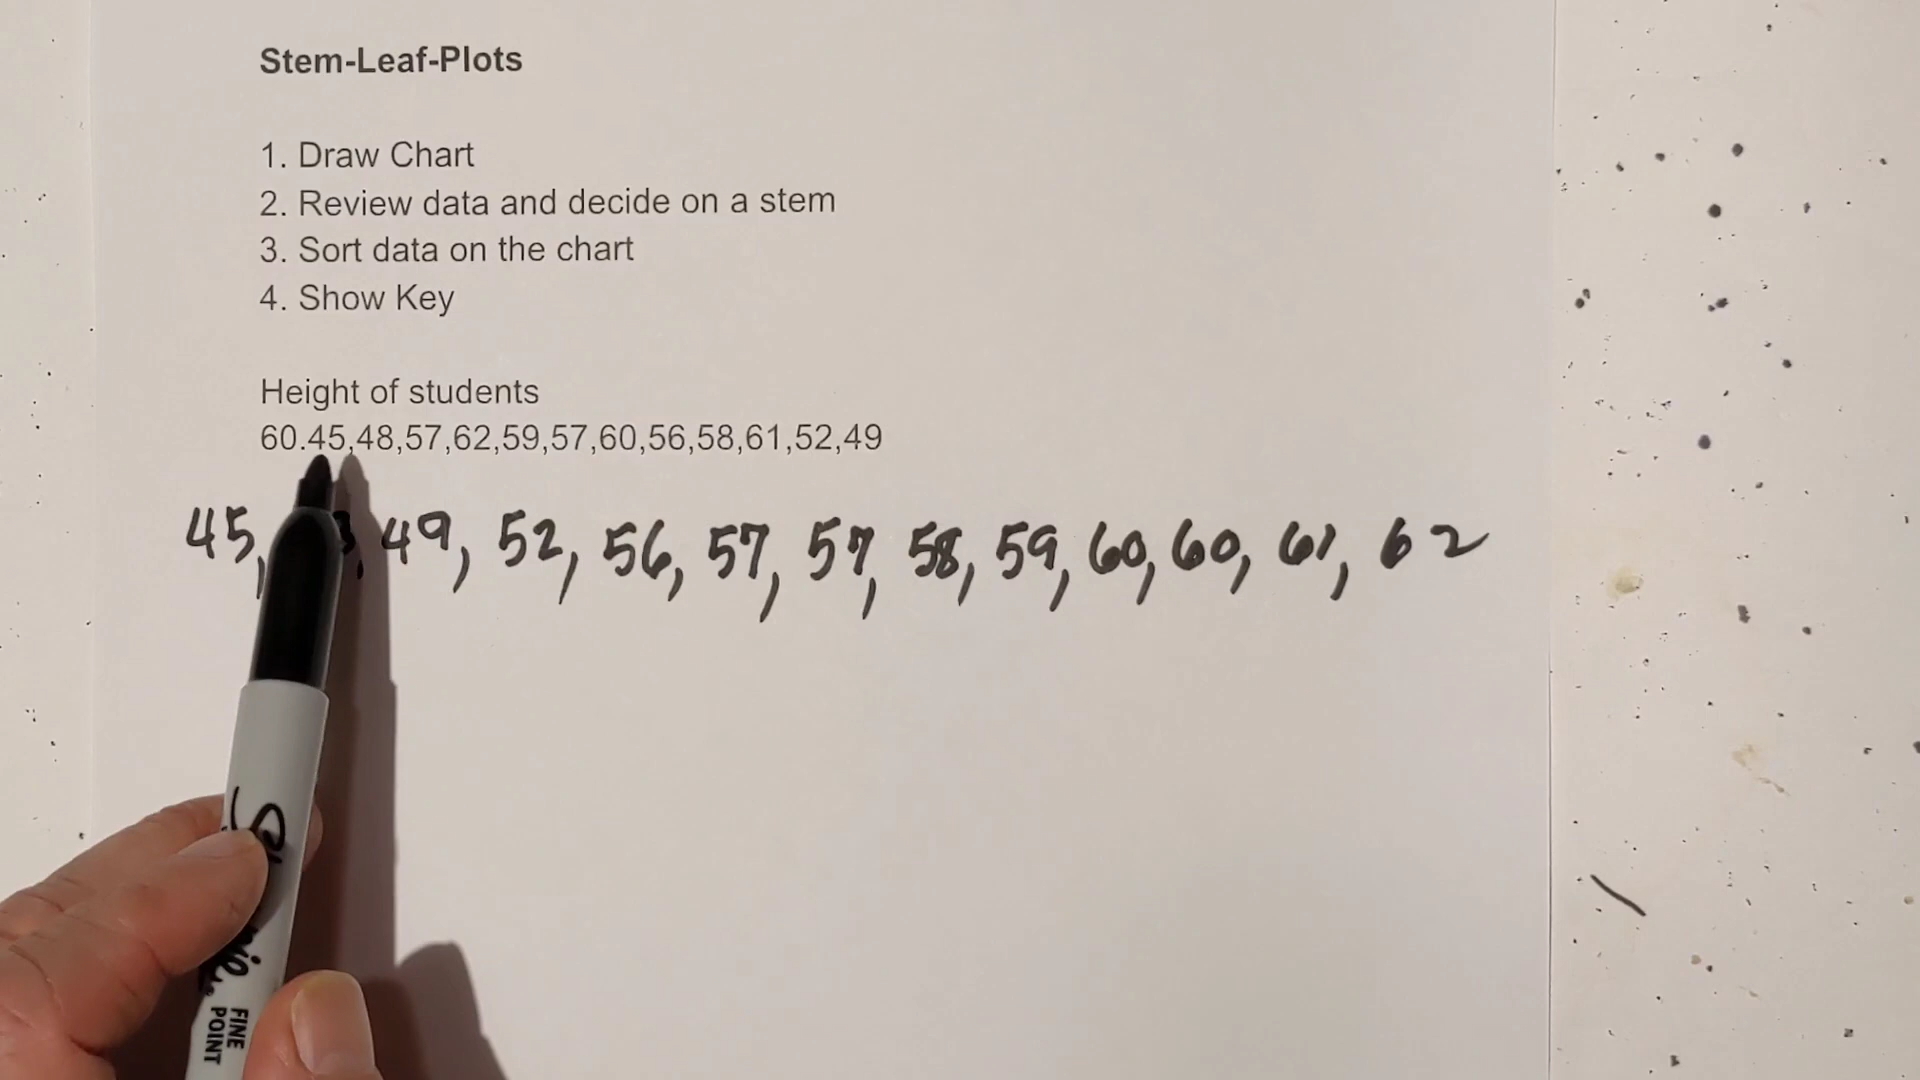 Stem-Leaf-Plots
1. Draw Chart
2. Review data and decide on a stem
3. Sort data on the chart
4. Show Key
Height of students
60.45,48,57,62,59,57,60,56,58,61,52,49
45, 49, 52, 56, 57, 57, 58, 59, 60, 60, 61, 62
FINE
POINT